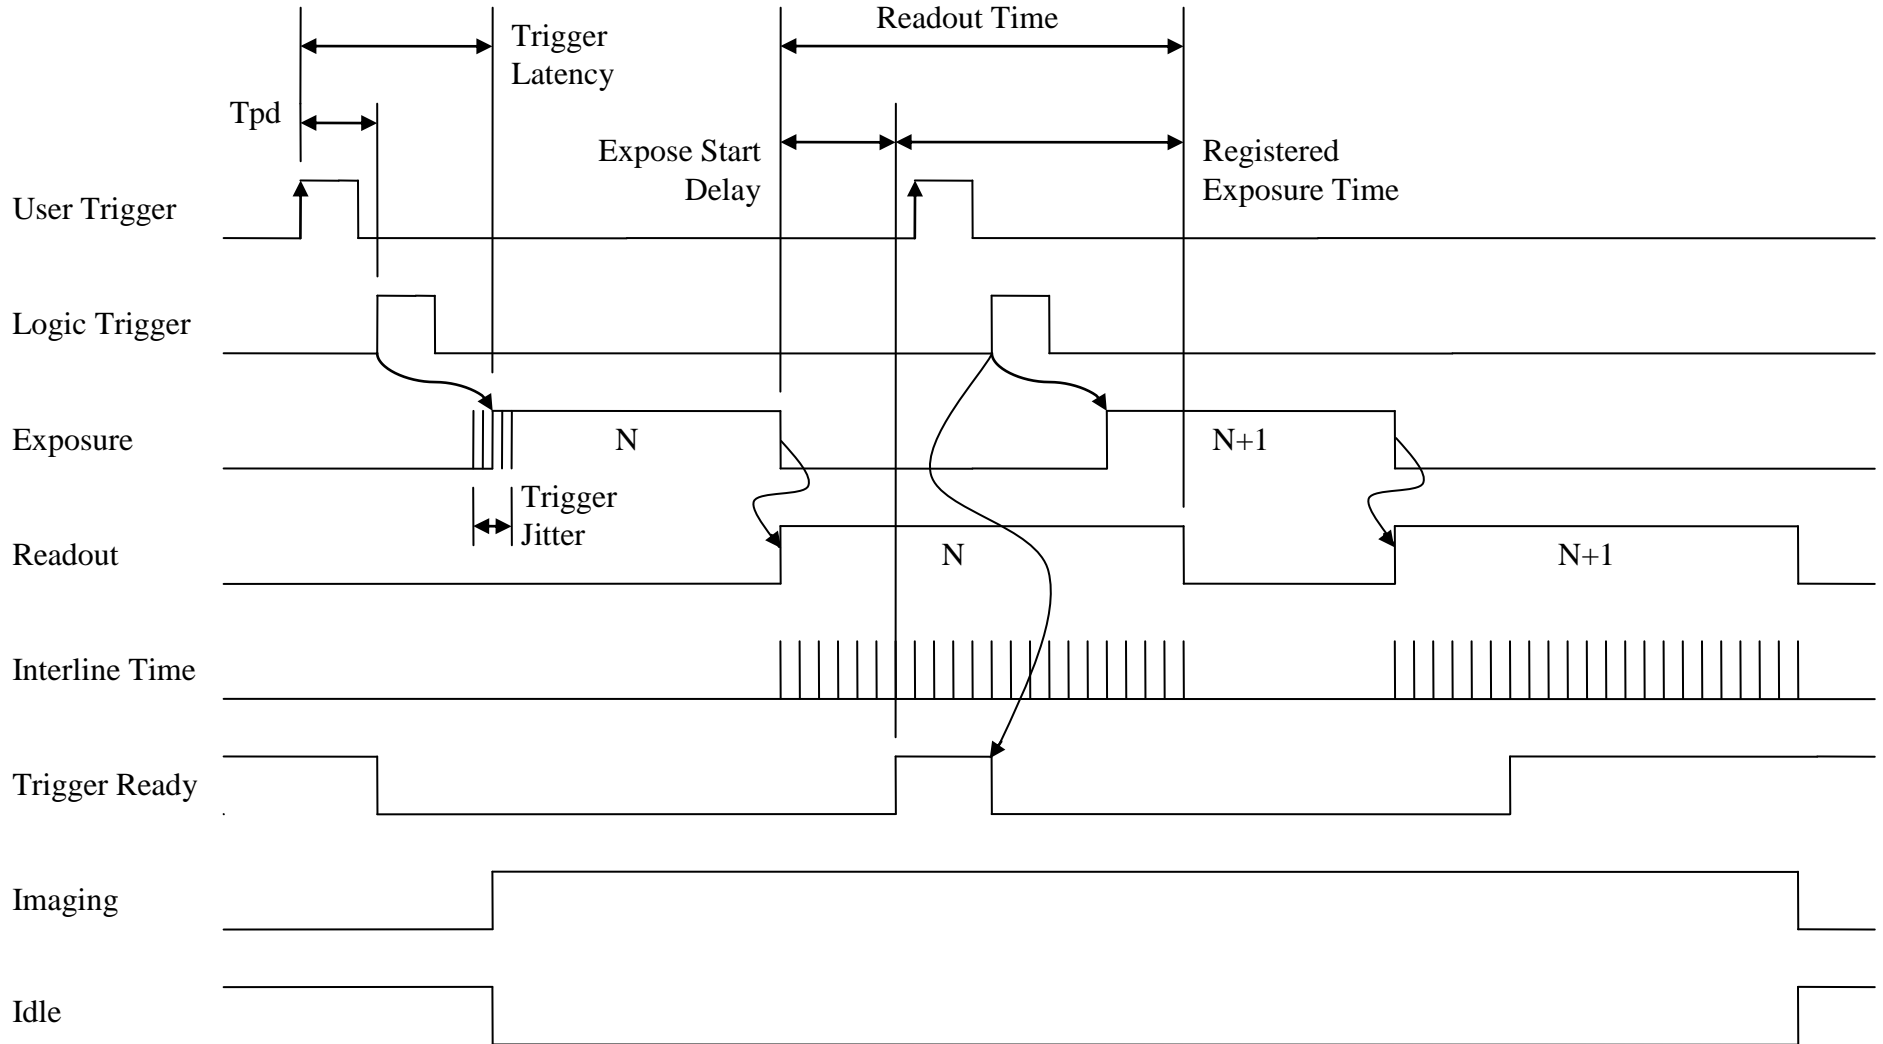 Readout Time
Trigger
Latency
Tpd
Expose Start
Delay
Registered
Exposure Time
User Trigger
Logic Trigger
Exposure
N
N+1
Trigger
Jitter
Readout
N
N+1
Interline Time
Trigger Ready
Imaging
Idle